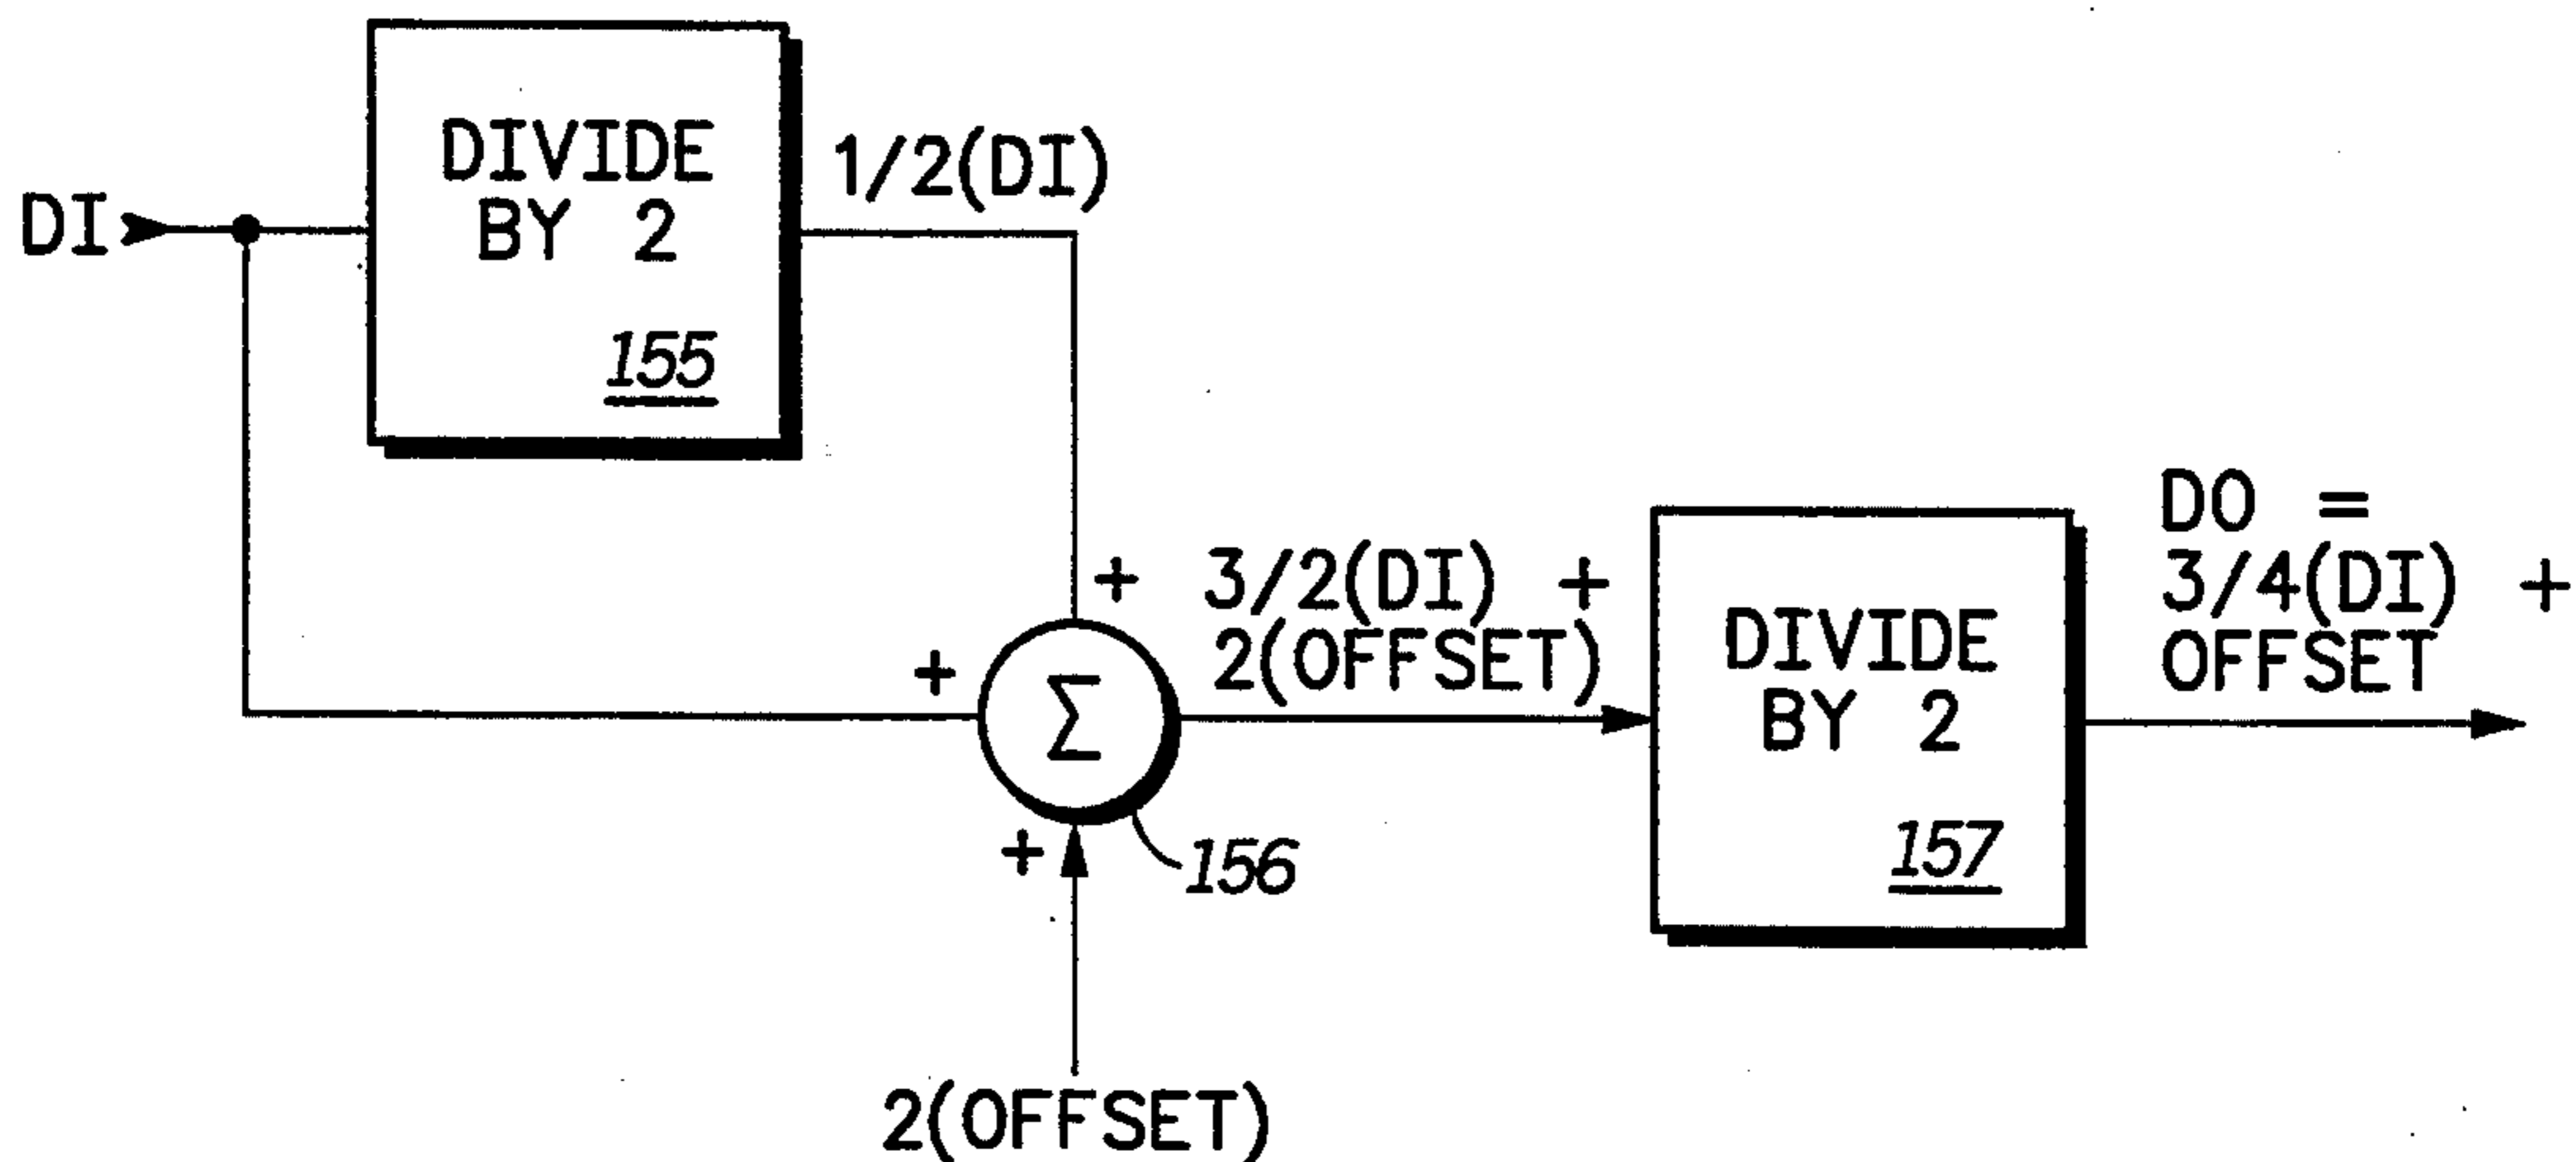 DI
DIVIDE
BY 2
155
1/2(DI)
+
+
+
Σ
156
2(OFFSET)
3/2(DI) +
2(OFFSET)
DIVIDE
BY 2
157
DO =
3/4(DI) +
OFFSET